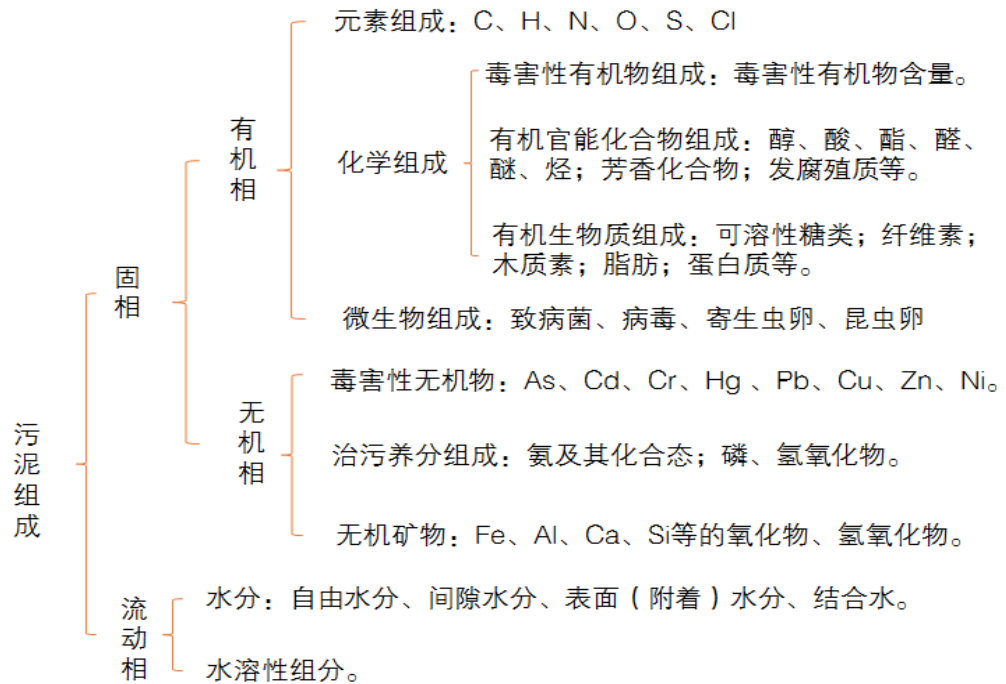 污泥组成
固相
有机相
元素组成：C、H、N、O、S、Cl
化学组成
毒害性有机物组成：毒害性有机物含量。
有机官能化合物组成：醇、酸、酯、醛、
醚、烃；芳香化合物；发腐殖质等。
有机生物质组成：可溶性糖类；纤维素；
木质素；脂肪；蛋白质等。
微生物组成：致病菌、病毒、寄生虫卵、昆虫卵
无机相
毒害性无机物：As、Cd、Cr、Hg 、Pb、Cu、Zn、Ni。
治污养分组成：氨及其化合态；磷、氢氧化物。
无机矿物：Fe、Al、Ca、Si等的氧化物、氢氧化物。
流动相
水分：自由水分、间隙水分、表面（附着）水分、结合水。
水溶性组分。